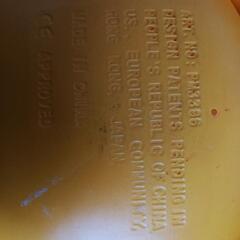 ART. NO: PM3386
DESIGN PATENTS PENDING IN
PEOPLE'S REPUBLIC OF CHINA
US, EUROPEAN COMMUNITY,
HONG KONG, & JAPAN
MADE IN CHINA
CE APPROVED